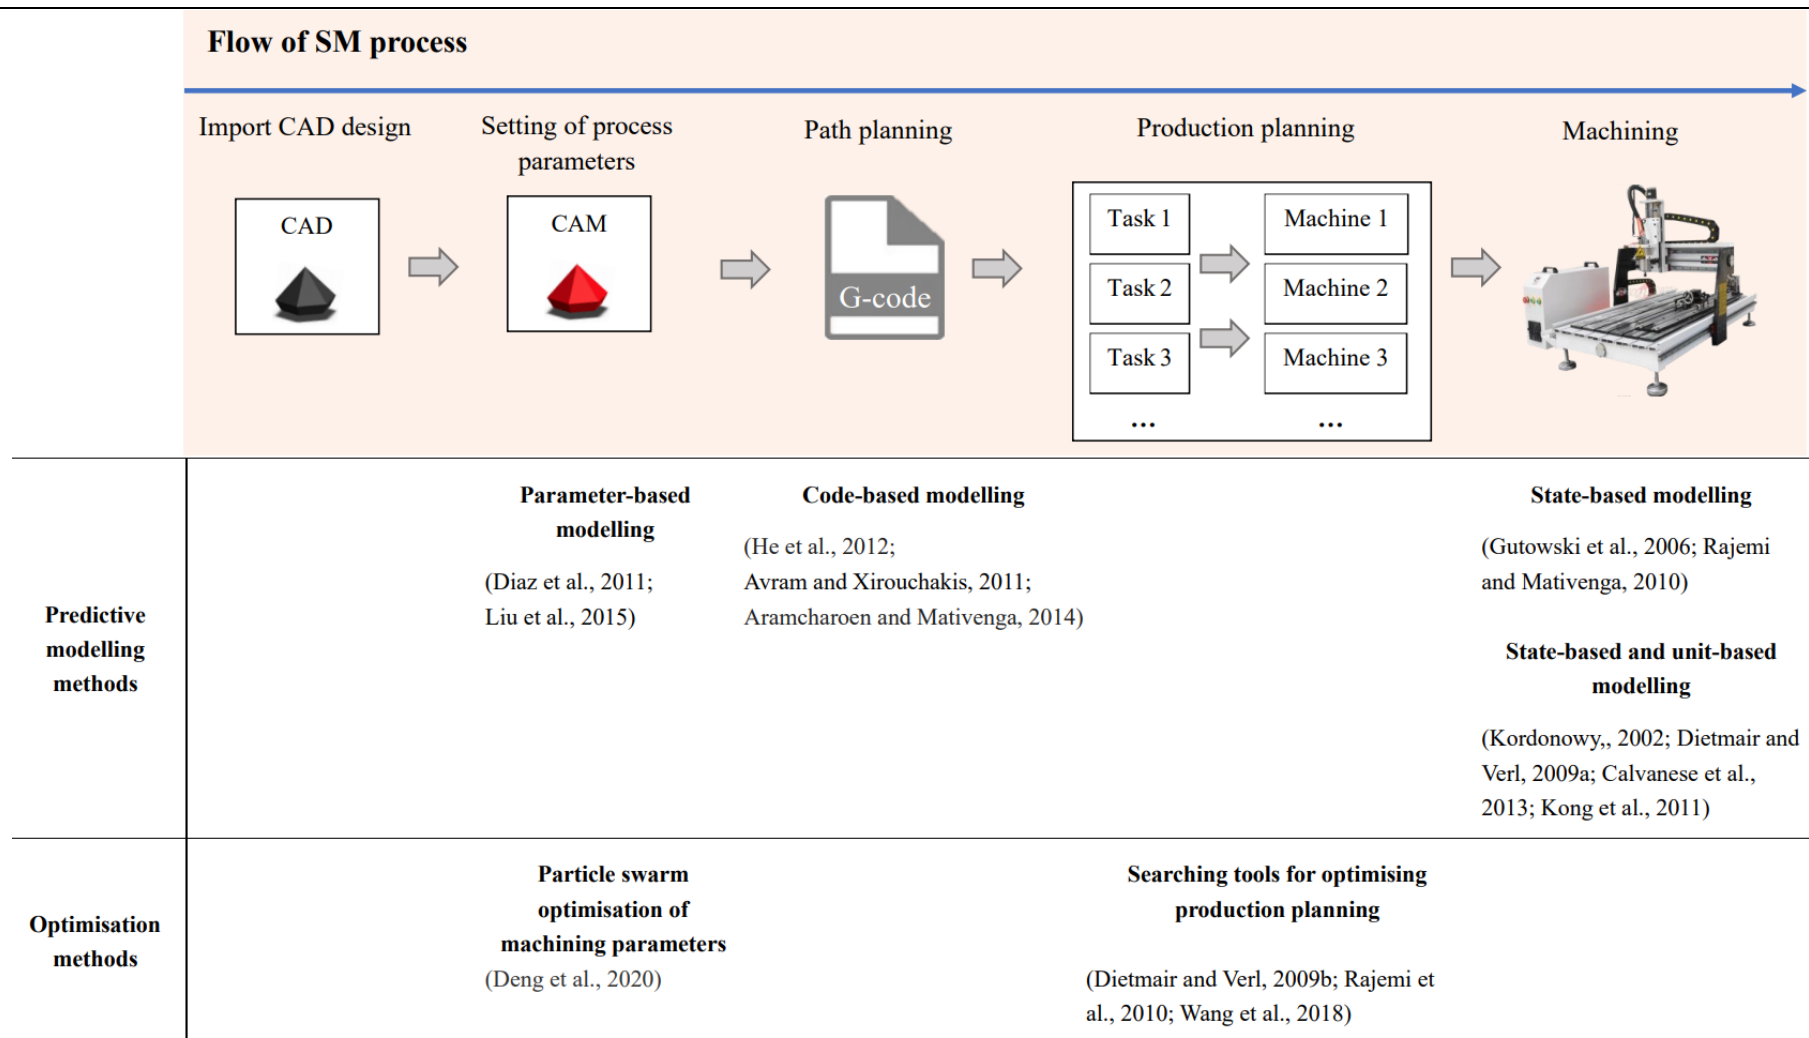 Flow of SM process
Import CAD design
Setting of process
parameters
Path planning
Production planning
Machining
CAD
CAM
G-code
Task 1
Machine 1
Task 2
Machine 2
Task 3
Machine 3
...
...
Predictive
modelling
methods
Parameter-based
modelling
(Diaz et al., 2011;
Liu et al., 2015)
Code-based modelling
(He et al., 2012;
Avram and Xirouchakis, 2011;
Aramcharoen and Mativenga, 2014)
State-based modelling
(Gutowski et al., 2006; Rajemi
and Mativenga, 2010)
State-based and unit-based
modelling
(Kordonowy,, 2002; Dietmair and
Verl, 2009a; Calvanese et al.,
2013; Kong et al., 2011)
Optimisation
methods
Particle swarm
optimisation of
machining parameters
(Deng et al., 2020)
Searching tools for optimising
production planning
(Dietmair and Verl, 2009b; Rajemi et
al., 2010; Wang et al., 2018)